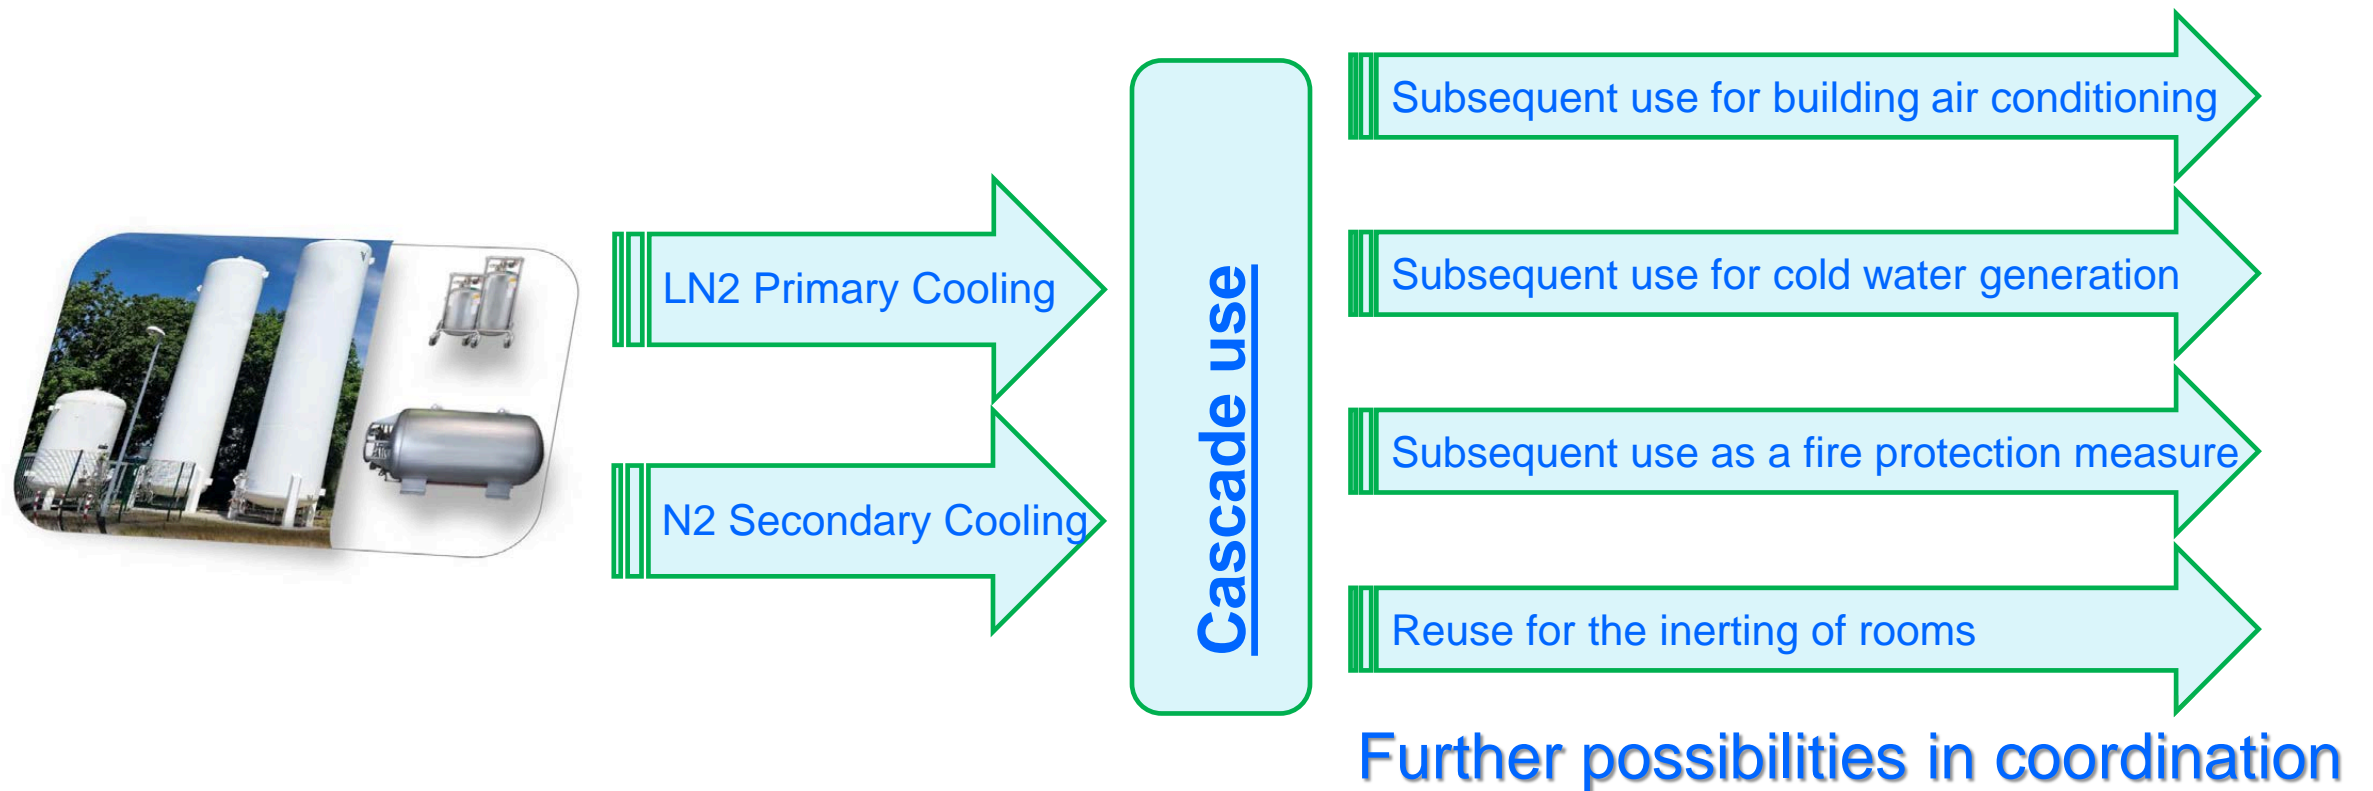 LN2 Primary Cooling
N2 Secondary Cooling
Cascade use
Subsequent use for building air conditioning
Subsequent use for cold water generation
Subsequent use as a fire protection measure
Reuse for the inerting of rooms
Further possibilities in coordination